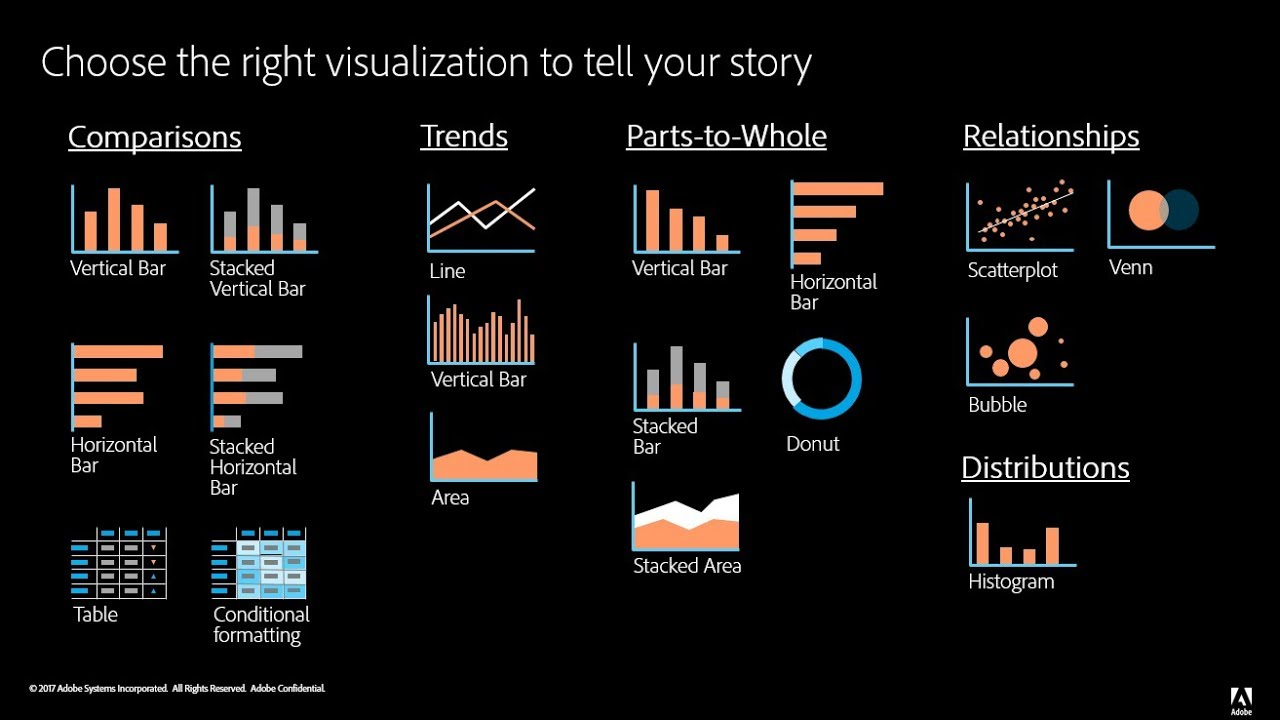 Choose the right visualization to tell your story
Comparisons
Vertical Bar
Stacked
Vertical Bar
Horizontal
Bar
Stacked
Horizontal
Bar
Table
Conditional
formatting
Trends
Line
Vertical Bar
Area
Parts-to-Whole
Vertical Bar
Horizontal
Bar
Stacked
Bar
Donut
Stacked Area
Relationships
Scatterplot
Venn
Bubble
Distributions
Histogram
© 2017 Adobe Systems Incorporated. All Rights Reserved. Adobe Confidential.
Adobe